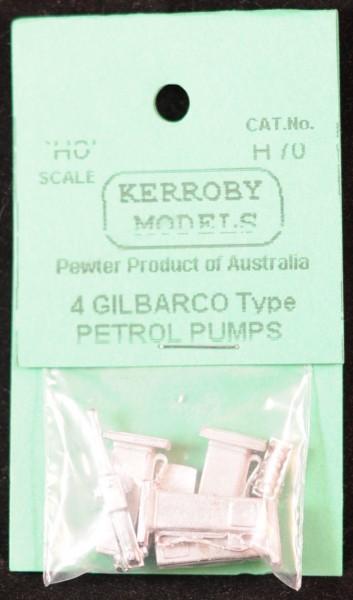 CAT.No.
'HO' H 70
SCALE
KERROBY
MODELS
Pewter Product of Australia
4 GILBARCO Type
PETROL PUMPS